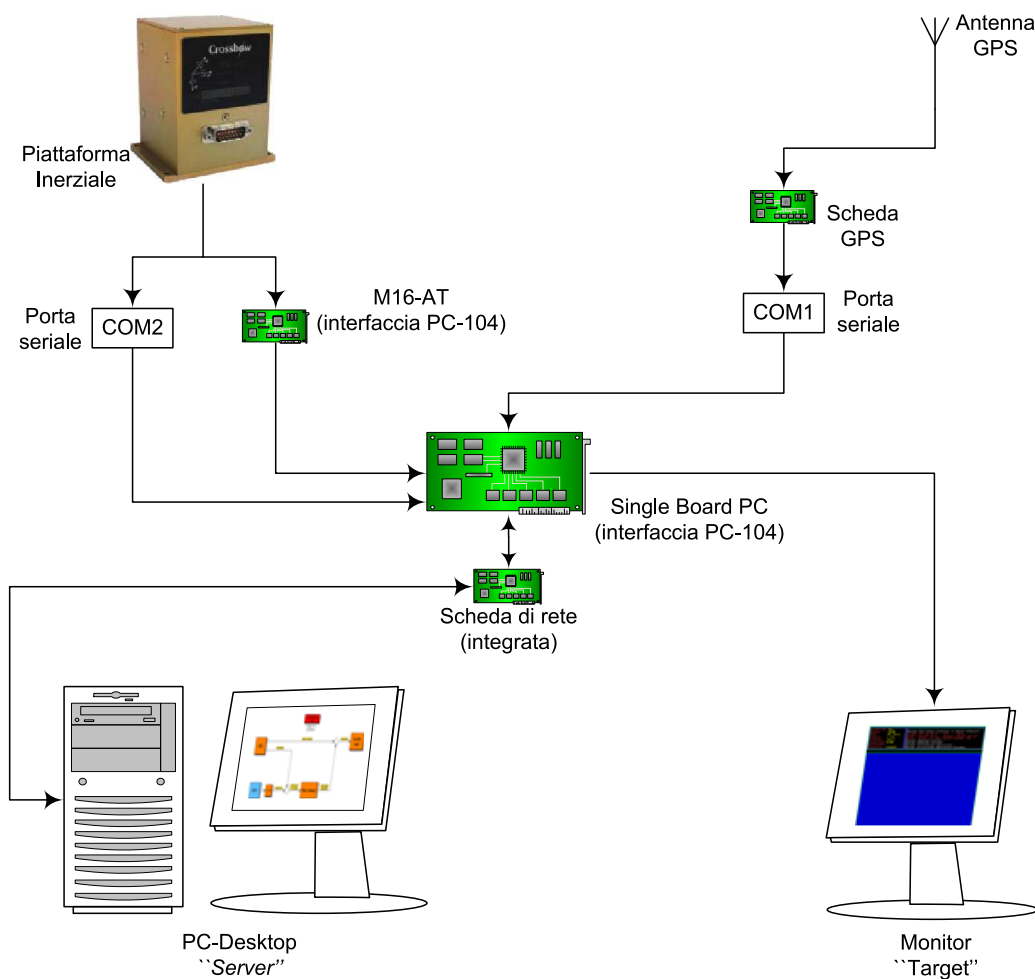 Crossbow
Antenna
GPS
Piattaforma
Inerziale
Scheda
GPS
M16-AT
(interfaccia PC-104)
Porta
seriale
COM2
COM1
Porta
seriale
Single Board PC
(interfaccia PC-104)
Scheda di rete
(integrata)
PC-Desktop
``Server''
Monitor
``Target''